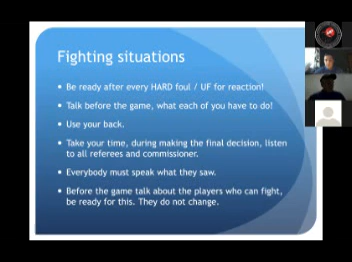 Fighting situations
• Be ready after every HARD foul / UF for reaction!
• Talk before the game, what each of you have to do!
• Use your back.
• Take your time, during making the final decision, listen
to all referees and commissioner.
• Everybody must speak what they saw.
• Before the game talk about the players who can fight,
be ready for this. They do not change.